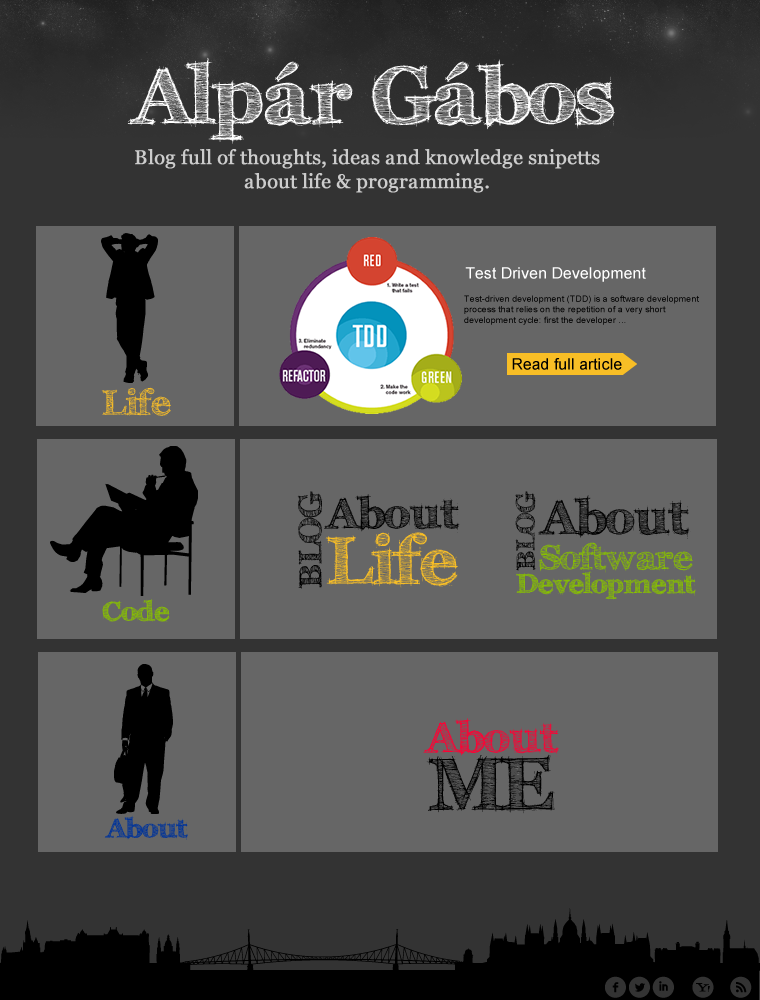 Alpár Gábos
Blog full of thoughts, ideas and knowledge snipetts
about life & programming.
Life
RED
1. Write a test
that fails
TDD
3. Eliminate
redundancy
REFACTOR
GREEN
2. Make the
code work
Test Driven Development
Test-driven development (TDD) is a software development
process that relies on the repetition of a very short
development cycle: first the developer ...
Read full article
Code
BLOG
About
Life
BLOG
About
Software
Development
About
About
ME